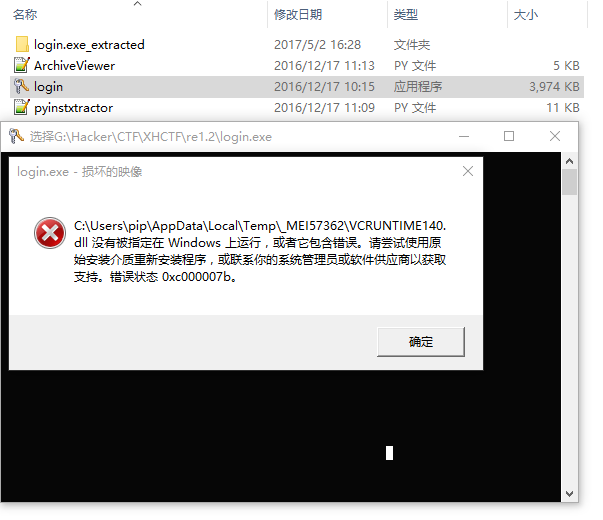 名称 修改日期 类型 大小
login.exe_extracted 2017/5/2 16:28 文件夹
ArchiveViewer 2016/12/17 11:13 PY 文件 5 KB
login 2016/12/17 10:15 应用程序 3,974 KB
pyinstxtractor 2016/12/17 11:09 PY 文件 11 KB
选择G:\Hacker\CTF\XHCTF\re1.2\login.exe
login.exe - 损坏的映像
C:\Users\pip\AppData\Local\Temp\_MEI57362\VCRUNTIME140.
dll 没有被指定在 Windows 上运行，或者它包含错误。请尝试使用原
始安装介质重新安装程序，或联系你的系统管理员或软件供应商以获取
支持。错误状态 0xc000007b。
确定